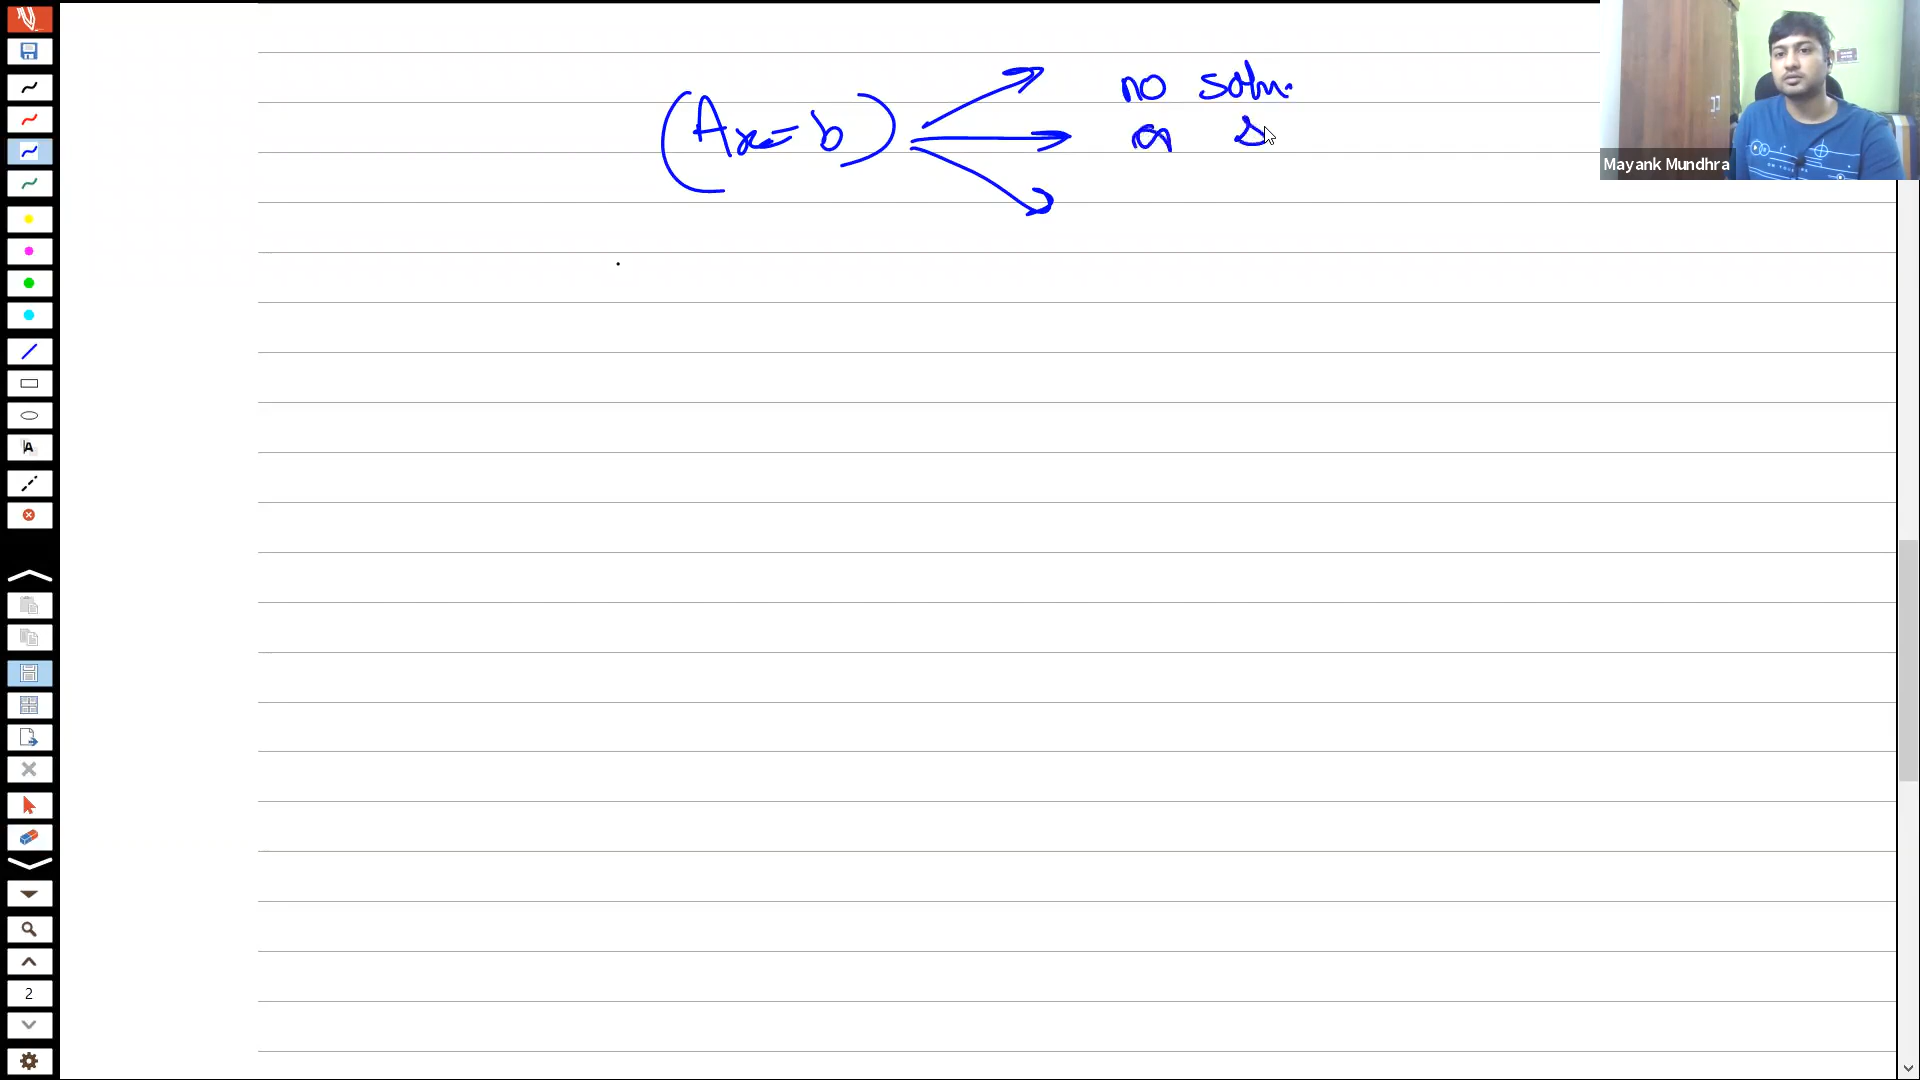 no soln.
(Ax = b)
∞ s
Mayank Mundhra
2